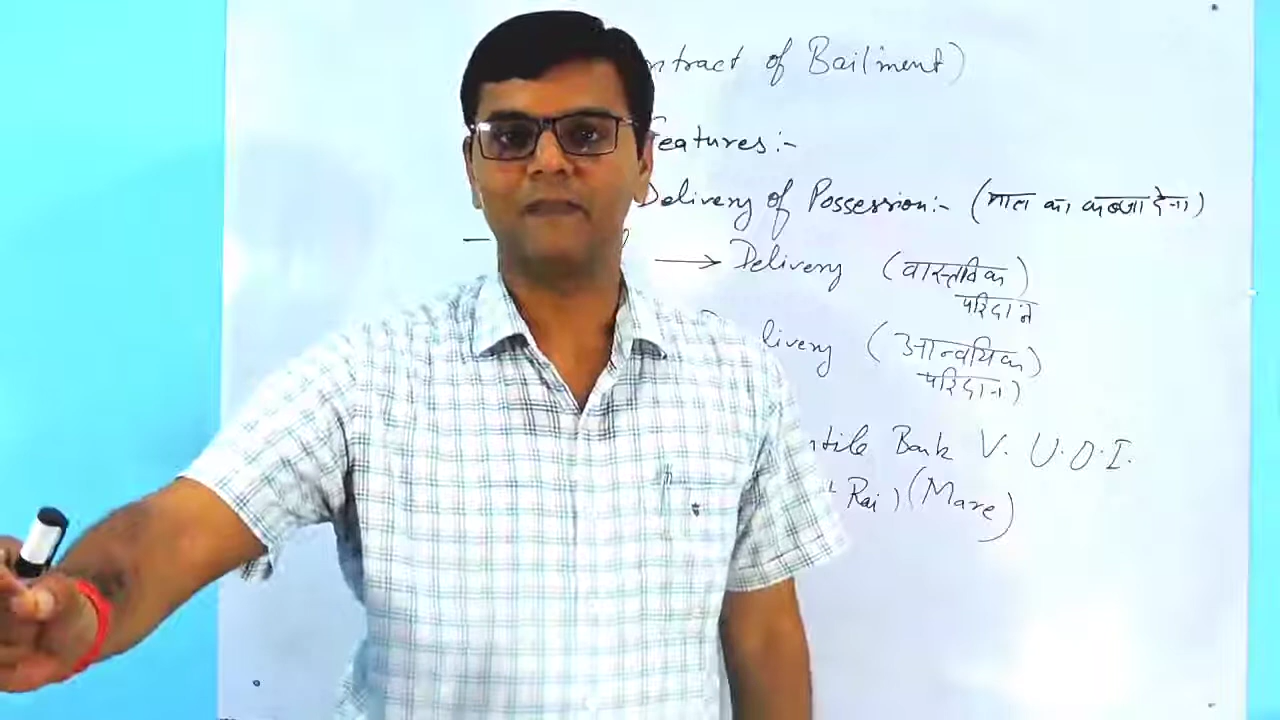 ntract of Bailment)
Features:-
Delivery of Possession:- (माल का कब्जा देना)
→ Delivery (वास्तविक परिदान)
livery (आन्वयिक परिदान)
ntile Bank V. U.O.I.
Rai) (Mare)